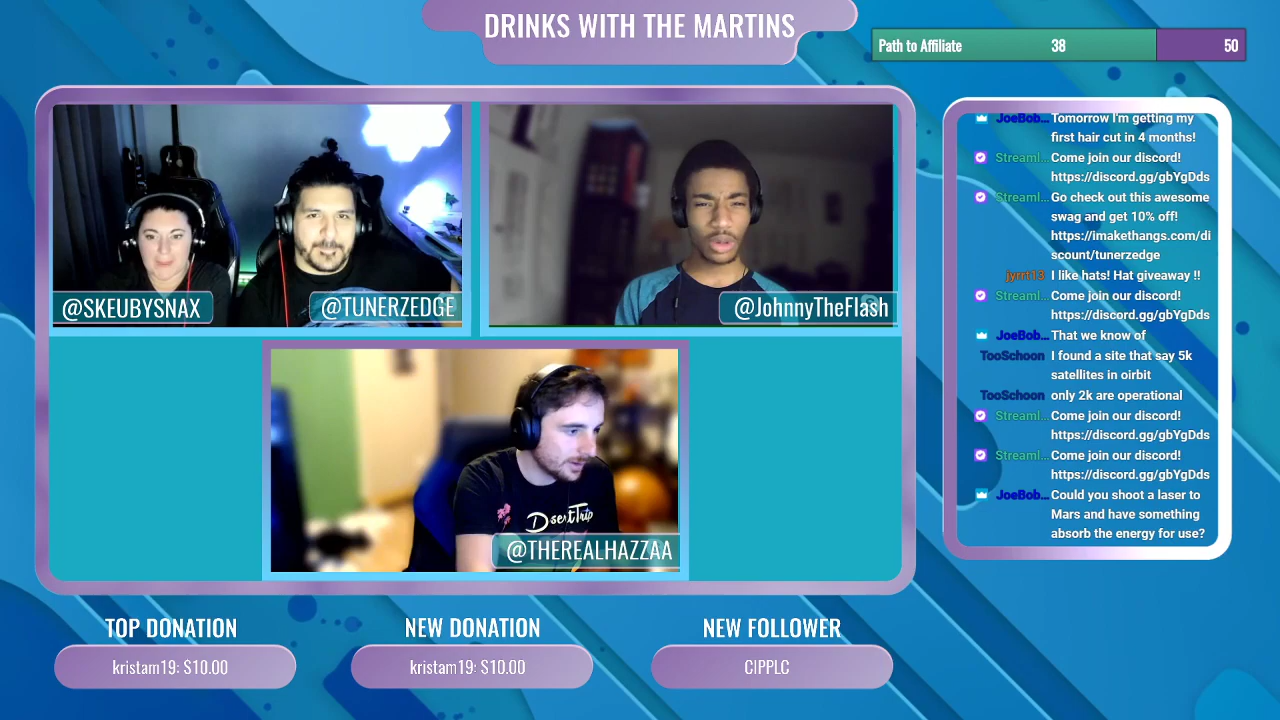 DRINKS WITH THE MARTINS
Path to Affiliate 38 50
@SKEUBYSNAX
@TUNERZEDGE
@JohnnyTheFlash
Dsert Trip
@THEREALHAZZAA
JoeBob... Tomorrow I'm getting my
first hair cut in 4 months!
Streaml... Come join our discord!
https://discord.gg/gbYgDds
Streaml... Go check out this awesome
swag and get 10% off!
https://imakethangs.com/di
scount/tunerzedge
jyrrt13 I like hats! Hat giveaway !!
Streaml... Come join our discord!
https://discord.gg/gbYgDds
JoeBob... That we know of
TooSchoon I found a site that say 5k
satellites in oirbit
TooSchoon only 2k are operational
Streaml... Come join our discord!
https://discord.gg/gbYgDds
Streaml... Come join our discord!
https://discord.gg/gbYgDds
JoeBob... Could you shoot a laser to
Mars and have something
absorb the energy for use?
TOP DONATION
kristam19: $10.00
NEW DONATION
kristam19: $10.00
NEW FOLLOWER
CIPPLC